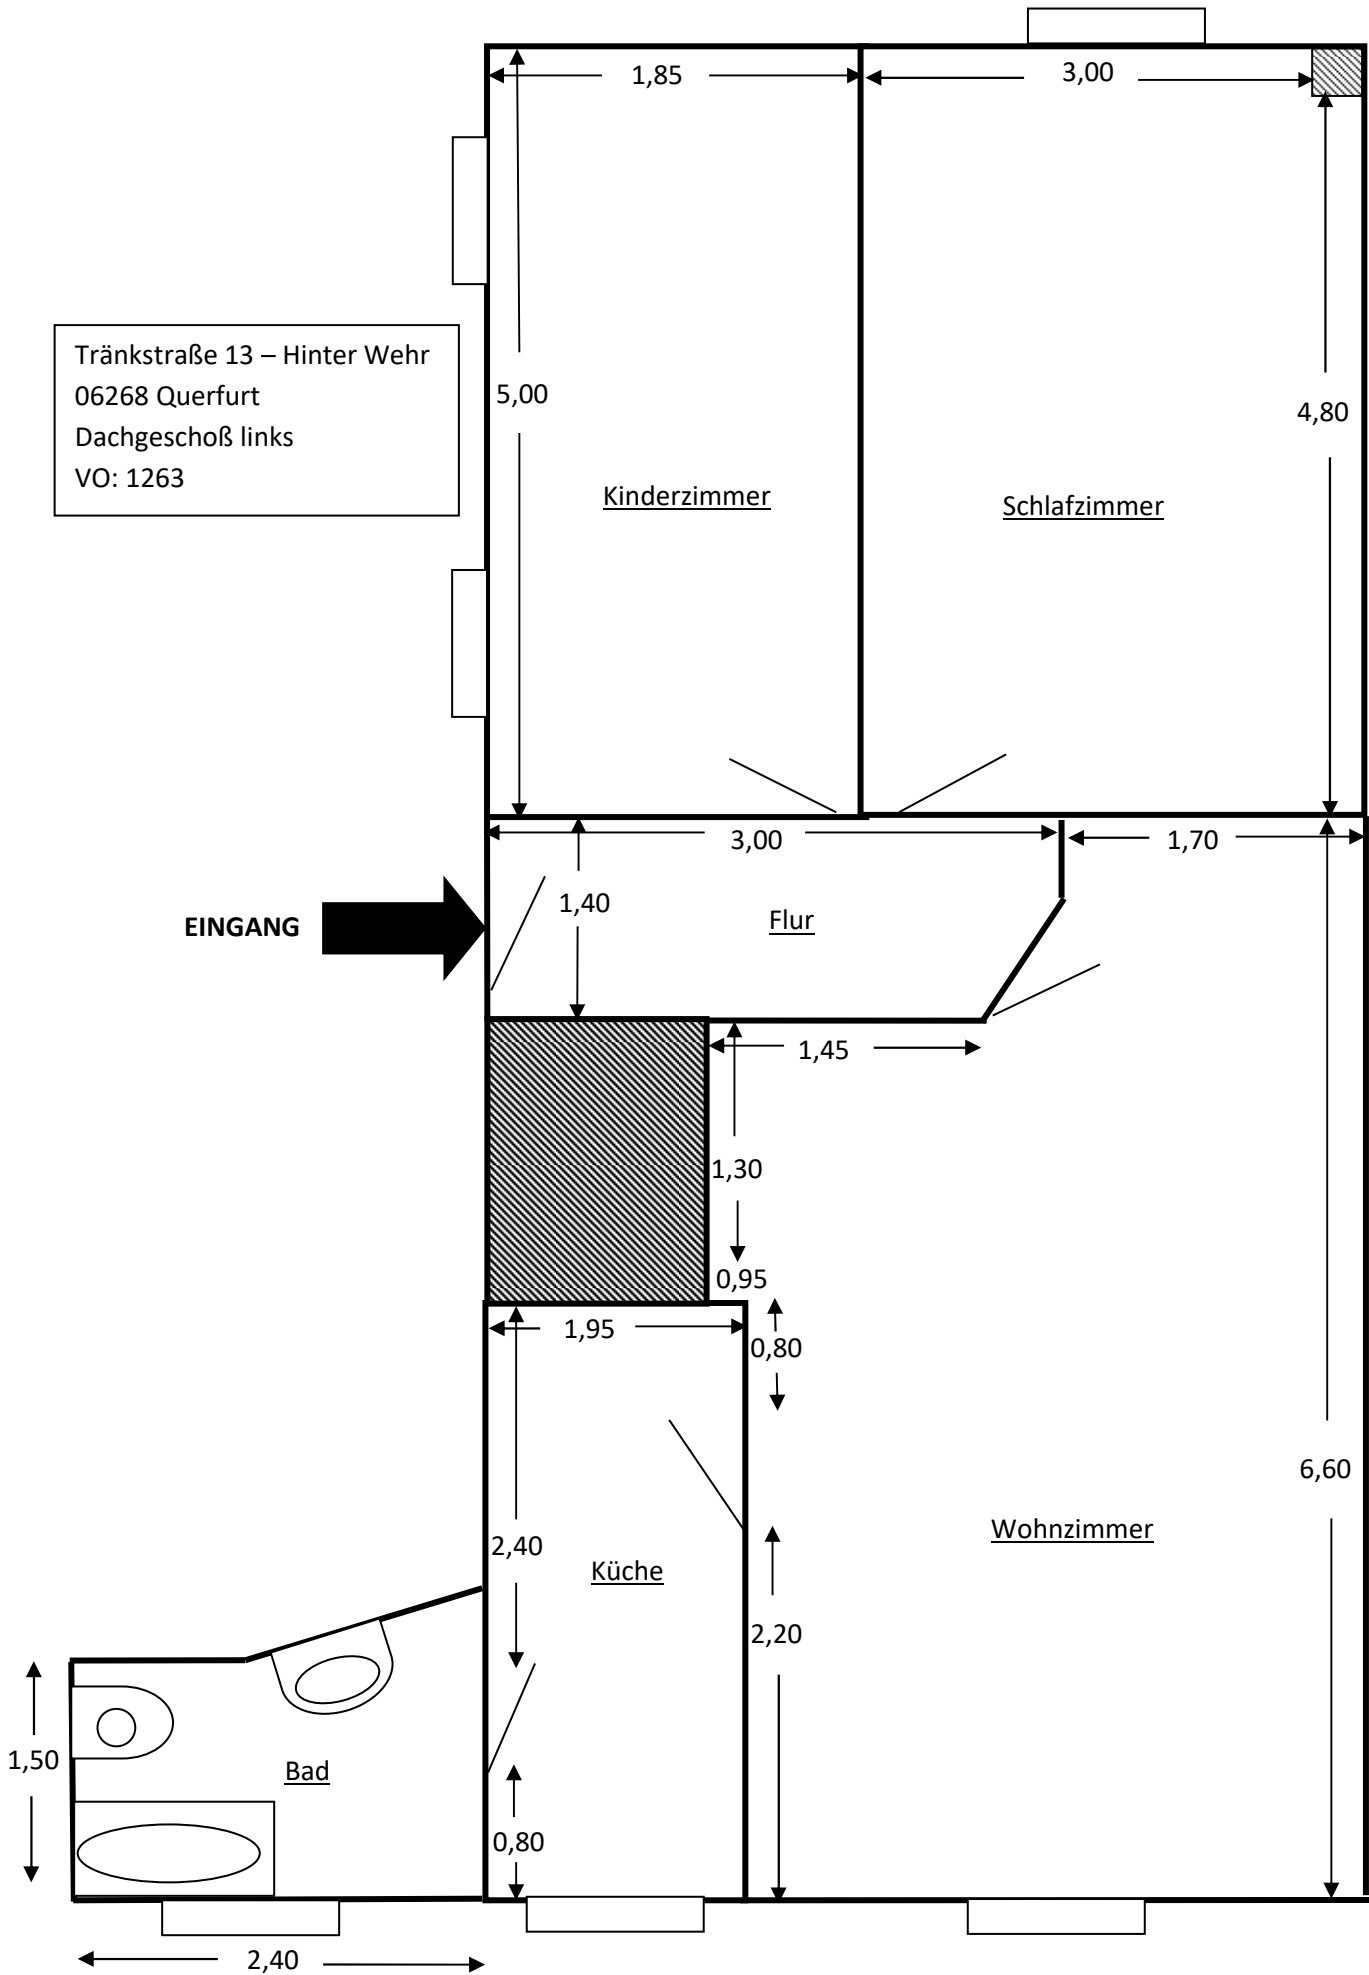 1,85
3,00
Tränkstraße 13 – Hinter Wehr
06268 Querfurt
Dachgeschoß links
VO: 1263
5,00
4,80
Kinderzimmer
Schlafzimmer
3,00
1,70
1,40
EINGANG
Flur
1,45
1,30
0,95
1,95
0,80
6,60
Wohnzimmer
2,40
Küche
2,20
1,50
Bad
0,80
2,40